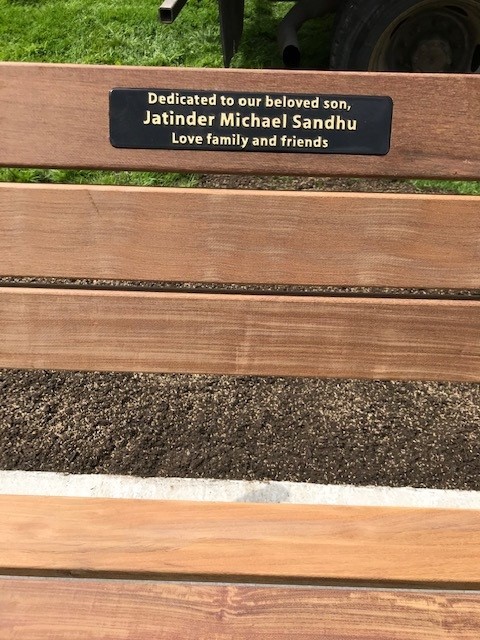 Dedicated to our beloved son,
Jatinder Michael Sandhu
Love family and friends